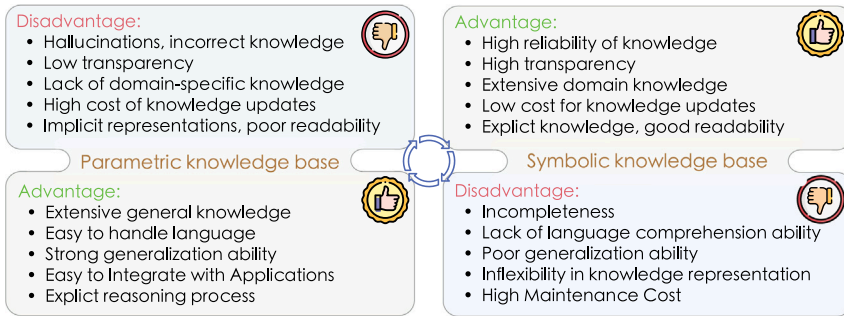 Disadvantage:
• Hallucinations, incorrect knowledge
• Low transparency
• Lack of domain-specific knowledge
• High cost of knowledge updates
• Implicit representations, poor readability
Parametric knowledge base
Advantage:
• Extensive general knowledge
• Easy to handle language
• Strong generalization ability
• Easy to Integrate with Applications
• Explict reasoning process
Advantage:
• High reliability of knowledge
• High transparency
• Extensive domain knowledge
• Low cost for knowledge updates
• Explict knowledge, good readability
Symbolic knowledge base
Disadvantage:
• Incompleteness
• Lack of language comprehension ability
• Poor generalization ability
• Inflexibility in knowledge representation
• High Maintenance Cost